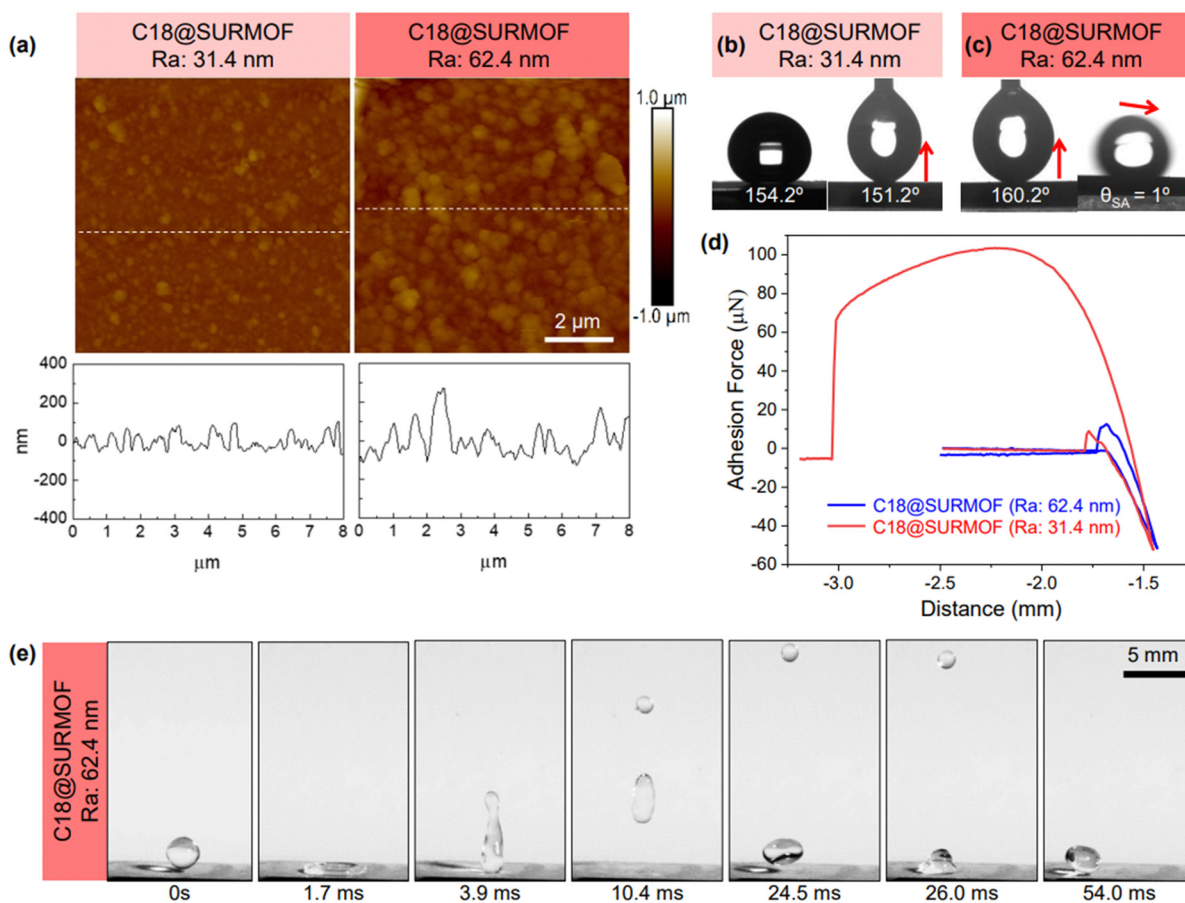 (a)
C18@SURMOF
Ra: 31.4 nm
C18@SURMOF
Ra: 62.4 nm
1.0 μm
-1.0 μm
2 μm
400
200
0
-200
-400
nm
0 1 2 3 4 5 6 7 8
μm
0 1 2 3 4 5 6 7 8
μm
(b)
C18@SURMOF
Ra: 31.4 nm
154.2º
151.2º
(c)
C18@SURMOF
Ra: 62.4 nm
160.2º
θSA = 1º
(d)
Adhesion Force (μN)
100
80
60
40
20
0
-20
-40
-60
C18@SURMOF (Ra: 62.4 nm)
C18@SURMOF (Ra: 31.4 nm)
-3.0 -2.5 -2.0 -1.5
Distance (mm)
(e)
C18@SURMOF
Ra: 62.4 nm
5 mm
0s 1.7 ms 3.9 ms 10.4 ms 24.5 ms 26.0 ms 54.0 ms